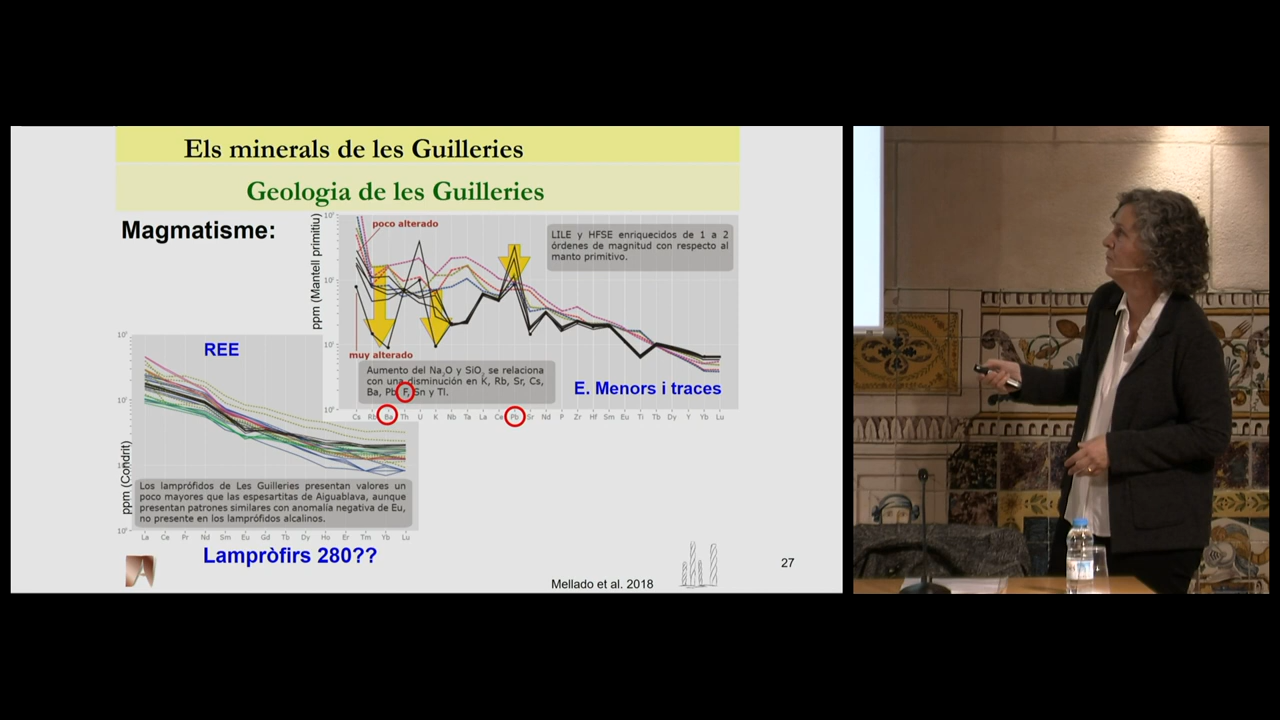 Els minerals de les Guilleries
Geologia de les Guilleries
Magmatisme:
ppm (Mantell primitiu)
poco alterado
muy alterado
LILE y HFSE enriquecidos de 1 a 2
órdenes de magnitud con respecto al
manto primitivo.
Aumento del Na₂O y SiO₂ se relaciona
con una disminución en K, Rb, Sr, Cs,
Ba, Pb, F, Sn y Tl.
E. Menors i traces
Cs Rb Ba Th U K Nb Ta La Ce Pb Sr Nd P Zr Hf Sm Eu Ti Tb Dy Y Yb Lu
REE
ppm (Condrit)
Los lamprófidos de Les Guilleries presentan valores un
poco mayores que las espesartitas de Aiguablava, aunque
presentan patrones similares con anomalía negativa de Eu,
no presente en los lamprófidos alcalinos.
La Ce Pr Nd Sm Eu Gd Tb Dy Ho Er Tm Yb Lu
Lampròfirs 280??
Mellado et al. 2018
27